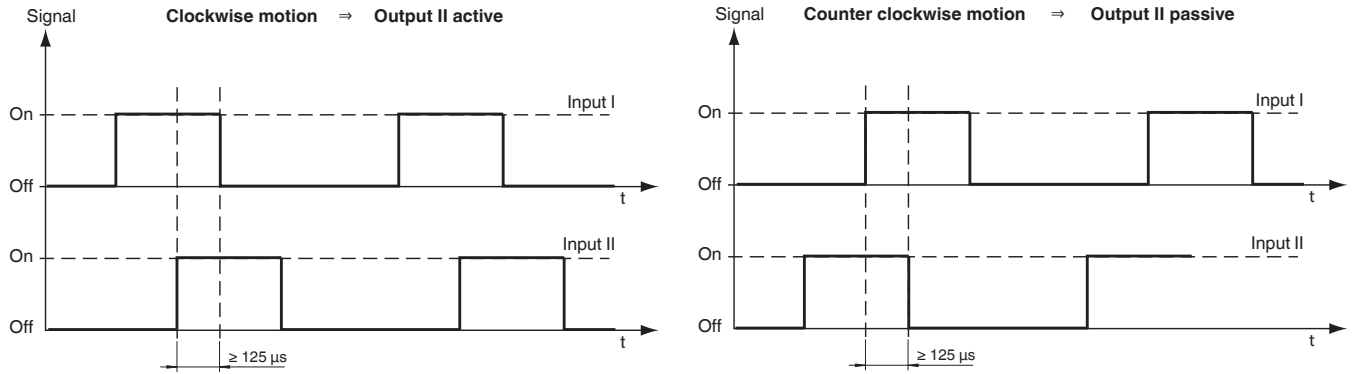 Signal
Clockwise motion ⇒ Output II active
Input I
On
Off
t
Input II
On
Off
t
≥ 125 µs
Signal
Counter clockwise motion ⇒ Output II passive
Input I
On
Off
t
Input II
On
Off
t
≥ 125 µs